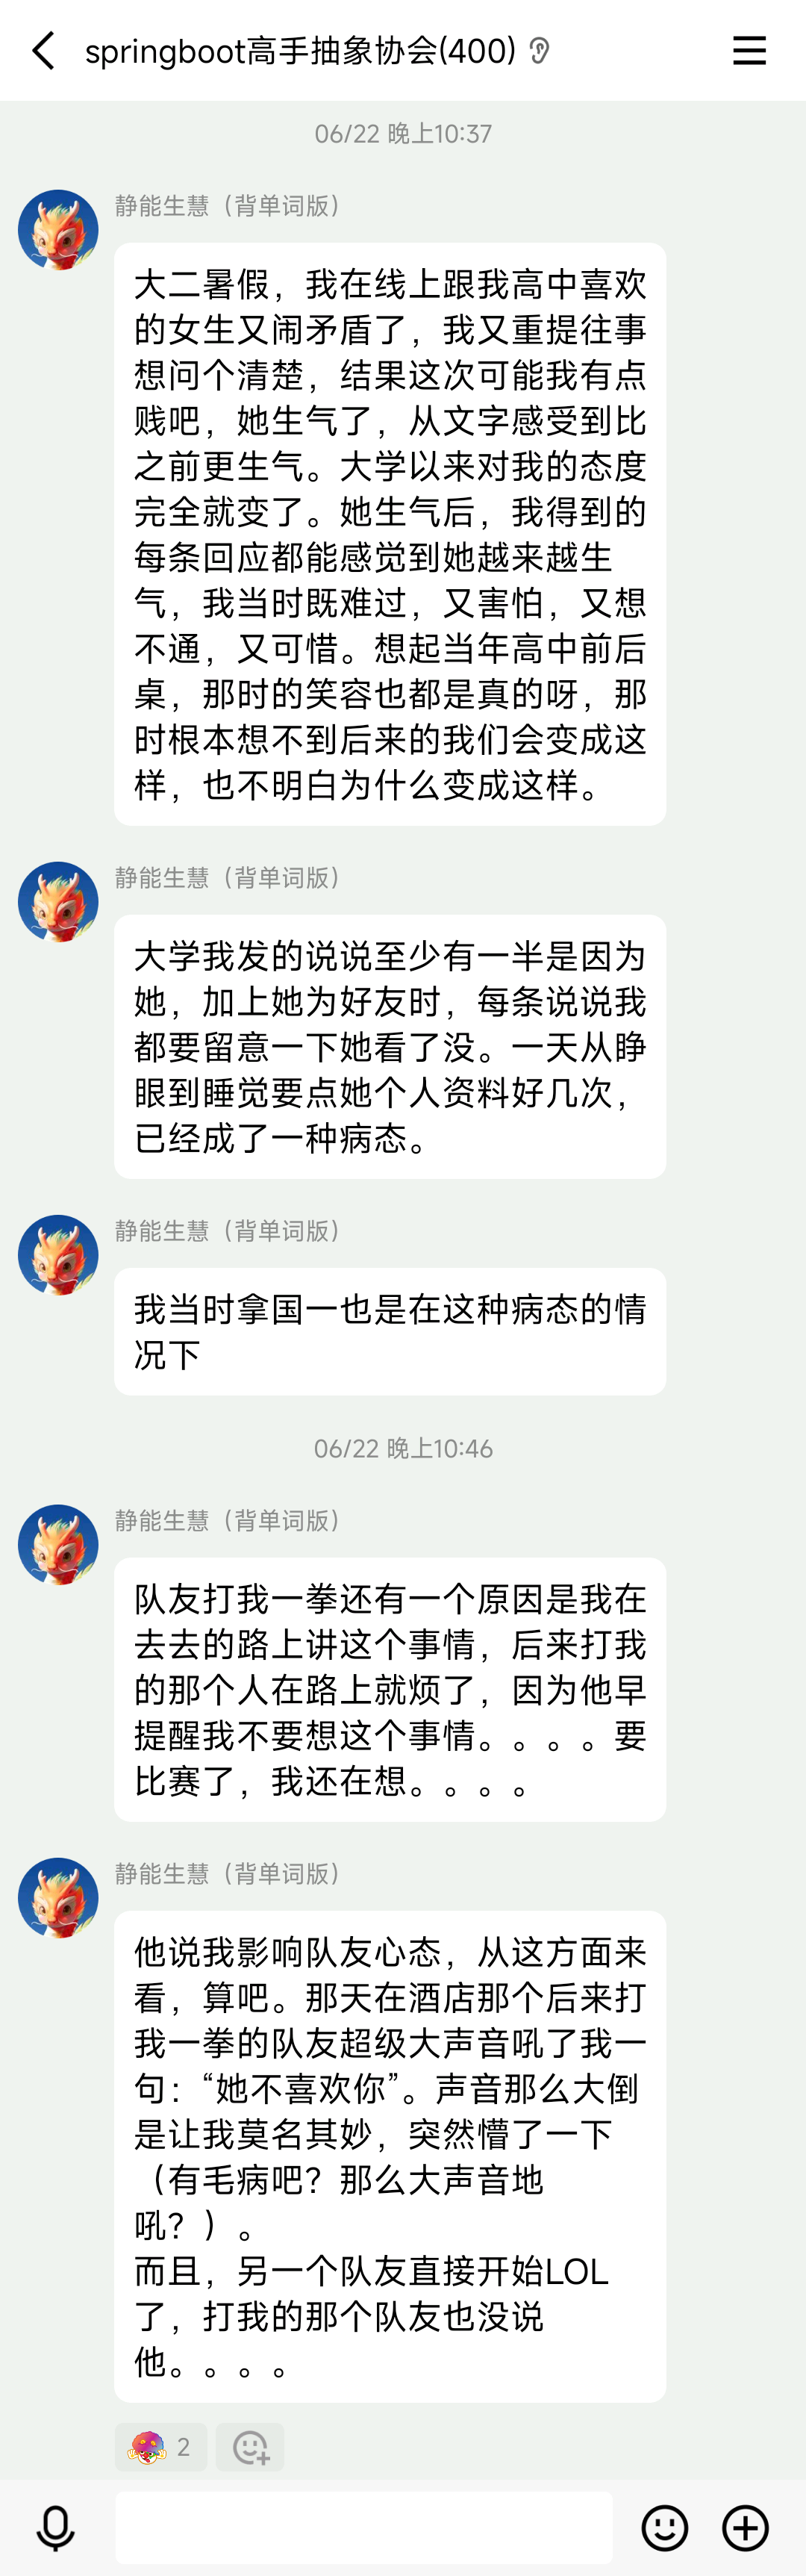 springboot高手抽象协会(400)
06/22 晚上10:37
静能生慧（背单词版）
大二暑假，我在线上跟我高中喜欢
的女生又闹矛盾了，我又重提往事
想问个清楚，结果这次可能我有点
贱吧，她生气了，从文字感受到比
之前更生气。大学以来对我的态度
完全就变了。她生气后，我得到的
每条回应都能感觉到她越来越生
气，我当时既难过，又害怕，又想
不通，又可惜。想起当年高中前后
桌，那时的笑容也都是真的呀，那
时根本想不到后来的我们会变成这
样，也不明白为什么变成这样。
静能生慧（背单词版）
大学我发的说说至少有一半是因为
她，加上她为好友时，每条说说我
都要留意一下她看了没。一天从睁
眼到睡觉要点她个人资料好几次，
已经成了一种病态。
静能生慧（背单词版）
我当时拿国一也是在这种病态的情
况下
06/22 晚上10:46
静能生慧（背单词版）
队友打我一拳还有一个原因是我在
去去的路上讲这个事情，后来打我
的那个人在路上就烦了，因为他早
提醒我不要想这个事情。。。。要
比赛了，我还在想。。。。
静能生慧（背单词版）
他说我影响队友心态，从这方面来
看，算吧。那天在酒店那个后来打
我一拳的队友超级大声音吼了我一
句：“她不喜欢你”。声音那么大倒
是让我莫名其妙，突然懵了一下
（有毛病吧？那么大声音地
吼？）。
而且，另一个队友直接开始LOL
了，打我的那个队友也没说
他。。。。
2